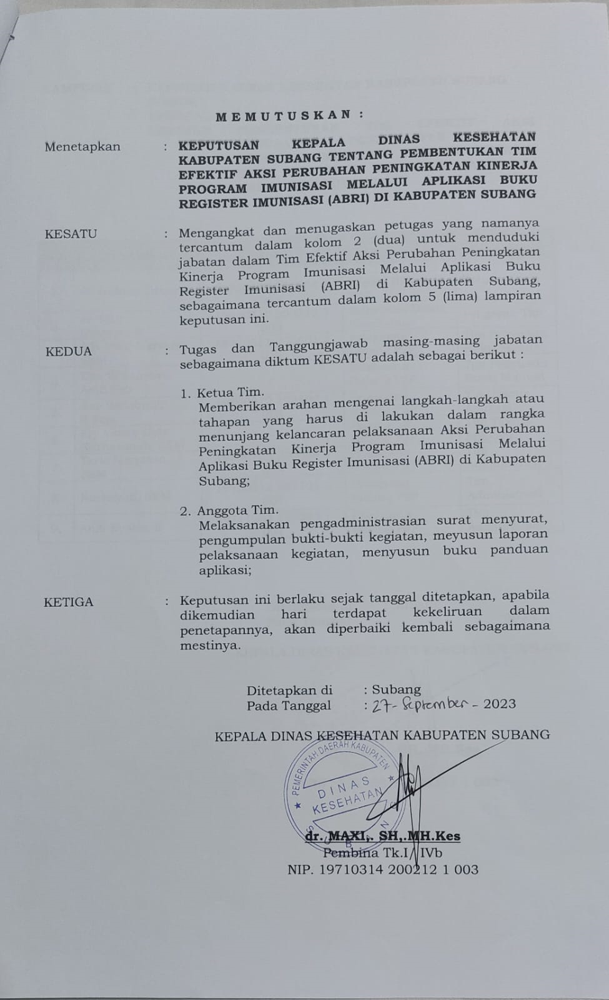 MEMUTUSKAN :
Menetapkan : KEPUTUSAN KEPALA DINAS KESEHATAN
KABUPATEN SUBANG TENTANG PEMBENTUKAN TIM
EFEKTIF AKSI PERUBAHAN PENINGKATAN KINERJA
PROGRAM IMUNISASI MELALUI APLIKASI BUKU
REGISTER IMUNISASI (ABRI) DI KABUPATEN SUBANG
KESATU : Mengangkat dan menugaskan petugas yang namanya
tercantum dalam kolom 2 (dua) untuk menduduki
jabatan dalam Tim Efektif Aksi Perubahan Peningkatan
Kinerja Program Imunisasi Melalui Aplikasi Buku
Register Imunisasi (ABRI) di Kabupaten Subang,
sebagaimana tercantum dalam kolom 5 (lima) lampiran
keputusan ini.
KEDUA : Tugas dan Tanggungjawab masing-masing jabatan
sebagaimana diktum KESATU adalah sebagai berikut :
1. Ketua Tim.
Memberikan arahan mengenai langkah-langkah atau
tahapan yang harus di lakukan dalam rangka
menunjang kelancaran pelaksanaan Aksi Perubahan
Peningkatan Kinerja Program Imunisasi Melalui
Aplikasi Buku Register Imunisasi (ABRI) di Kabupaten
Subang;
2. Anggota Tim.
Melaksanakan pengadministrasian surat menyurat,
pengumpulan bukti-bukti kegiatan, meyusun laporan
pelaksanaan kegiatan, menyusun buku panduan
aplikasi;
KETIGA : Keputusan ini berlaku sejak tanggal ditetapkan, apabila
dikemudian hari terdapat kekeliruan dalam
penetapannya, akan diperbaiki kembali sebagaimana
mestinya.
Ditetapkan di : Subang
Pada Tanggal : 27 - September - 2023
KEPALA DINAS KESEHATAN KABUPATEN SUBANG
PEMERINTAH DAERAH KABUPATEN
DINAS
KESEHATAN
SUBANG
dr. MAXI,. SH,.MH.Kes
Pembina Tk.I/ IVb
NIP. 19710314 200212 1 003